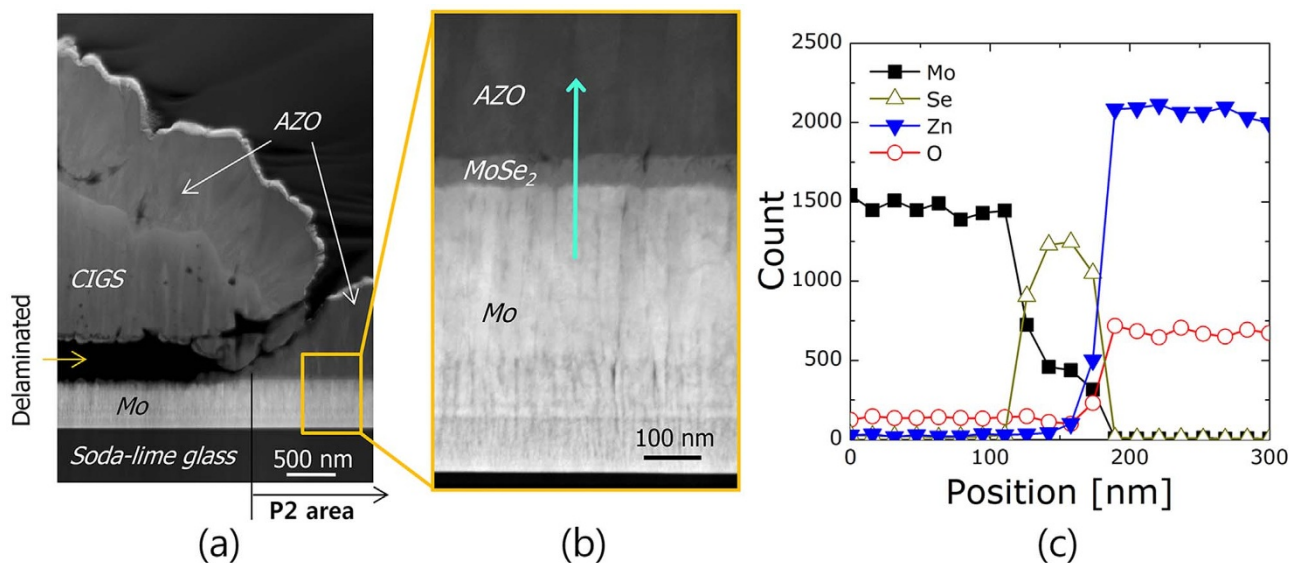 AZO
CIGS
Delaminated
Mo
Soda-lime glass
500 nm
P2 area
(a)
AZO
MoSe2
Mo
100 nm
(b)
2500
2000
1500
1000
500
0
Count
Mo
Se
Zn
O
0 100 200 300
Position [nm]
(c)